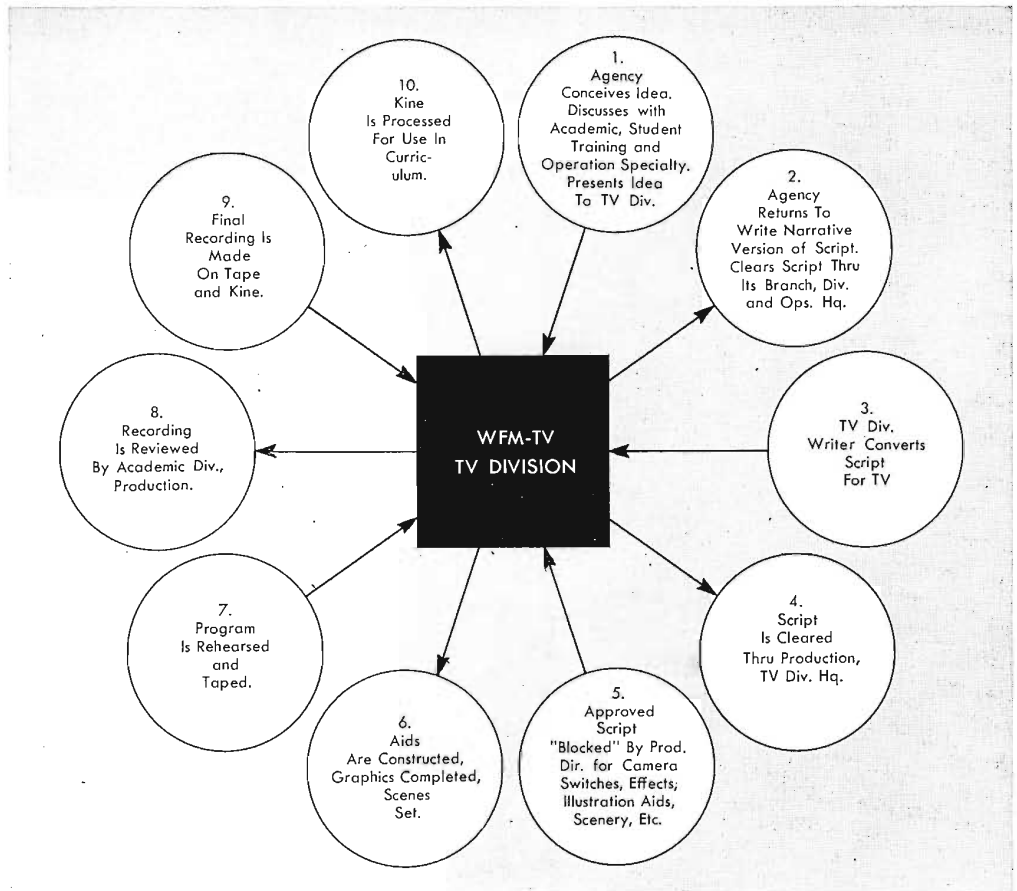 1.
Agency
Conceives Idea.
Discusses with
Academic, Student
Training and
Operation Specialty.
Presents Idea
To TV Div.
2.
Agency
Returns To
Write Narrative
Version of Script.
Clears Script Thru
Its Branch, Div.
and Ops. Hq.
3.
TV Div.
Writer Converts
Script
For TV
4.
Script
Is Cleared
Thru Production,
TV Div. Hq.
5.
Approved
Script
"Blocked" By Prod.
Dir. for Camera
Switches, Effects;
Illustration Aids,
Scenery, Etc.
6.
Aids
Are Constructed,
Graphics Completed,
Scenes
Set.
7.
Program
Is Rehearsed
and
Taped.
8.
Recording
Is Reviewed
By Academic Div.,
Production.
9.
Final
Recording Is
Made
On Tape
and Kine.
10.
Kine
Is Processed
For Use In
Curric-
ulum.
WFM-TV
TV DIVISION